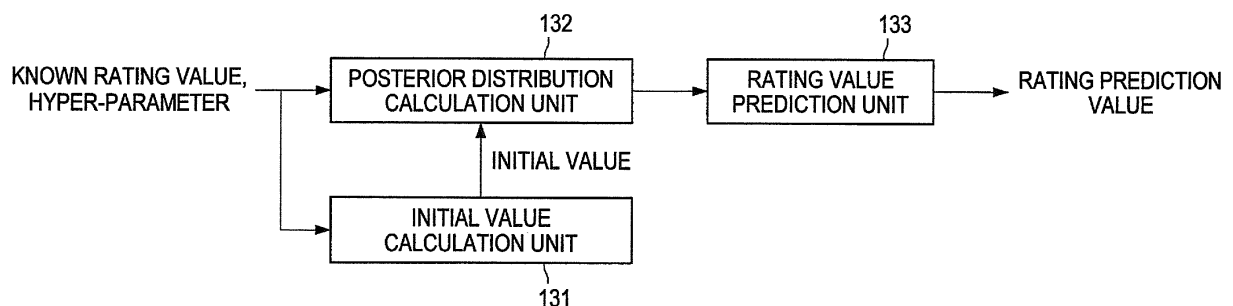 132
133
KNOWN RATING VALUE,
HYPER-PARAMETER
POSTERIOR DISTRIBUTION
CALCULATION UNIT
RATING VALUE
PREDICTION UNIT
RATING PREDICTION
VALUE
INITIAL VALUE
INITIAL VALUE
CALCULATION UNIT
131